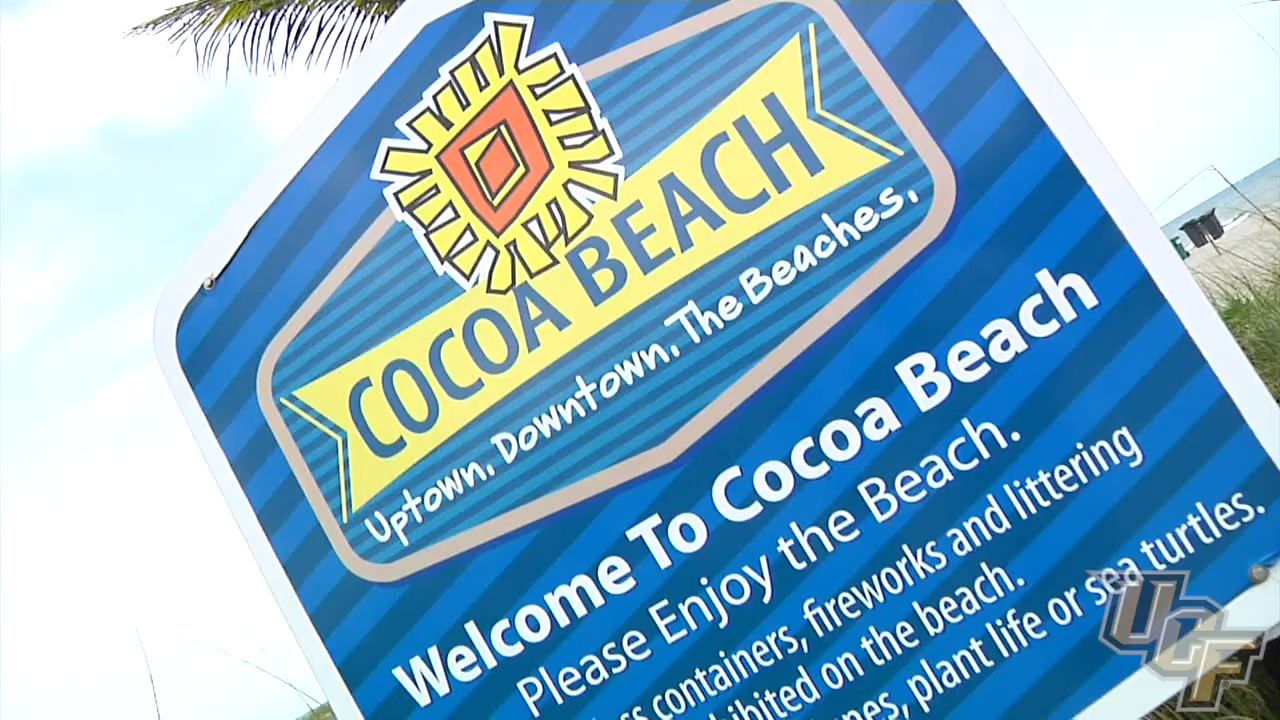 COCOA BEACH
Uptown. Downtown. The Beaches.
Welcome To Cocoa Beach
Please Enjoy the Beach.
containers, fireworks and littering
on the beach.
plant life or sea turtles.
UCF